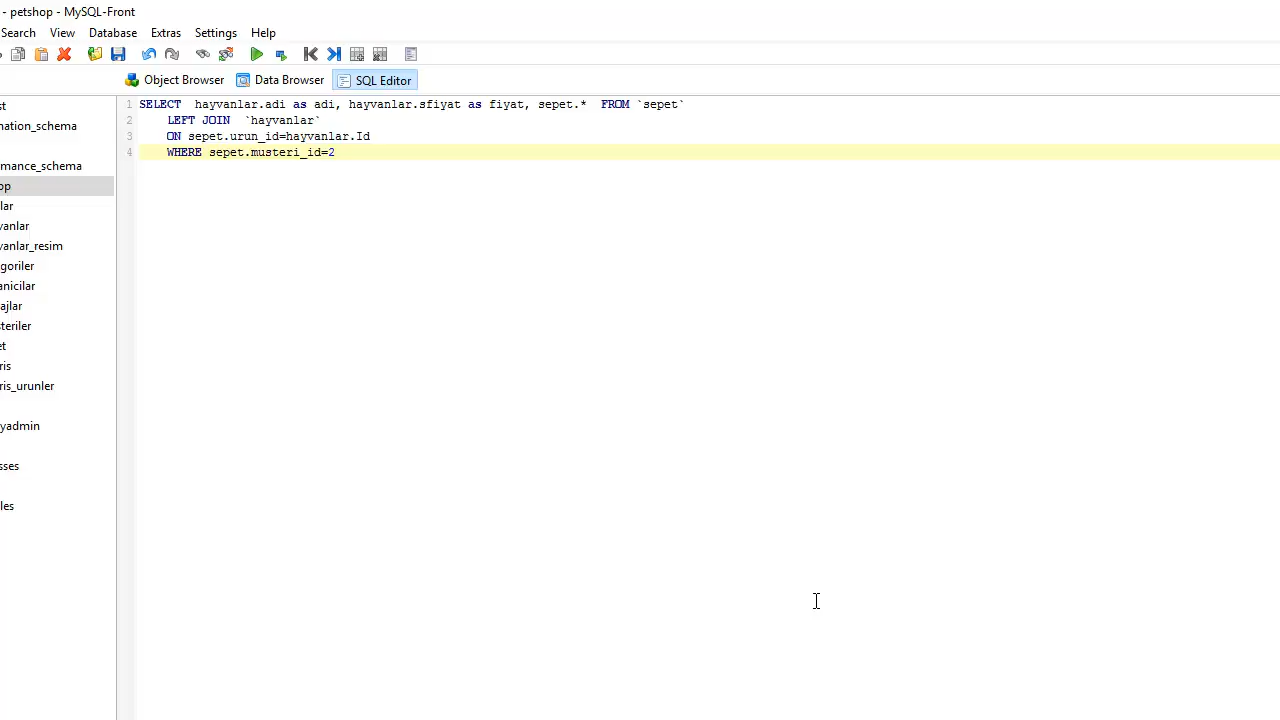 - petshop - MySQL-Front
Search View Database Extras Settings Help
Object Browser Data Browser SQL Editor
1 SELECT  hayvanlar.adi as adi, hayvanlar.sfiyat as fiyat, sepet.*  FROM `sepet`
2 LEFT JOIN  `hayvanlar`
3 ON sepet.urun_id=hayvanlar.Id
4 WHERE sepet.musteri_id=2
st
mation_schema
mance_schema
op
lar
vanlar
vanlar_resim
goriler
anicilar
ajlar
teriler
et
ris
ris_urunler
yadmin
sses
les